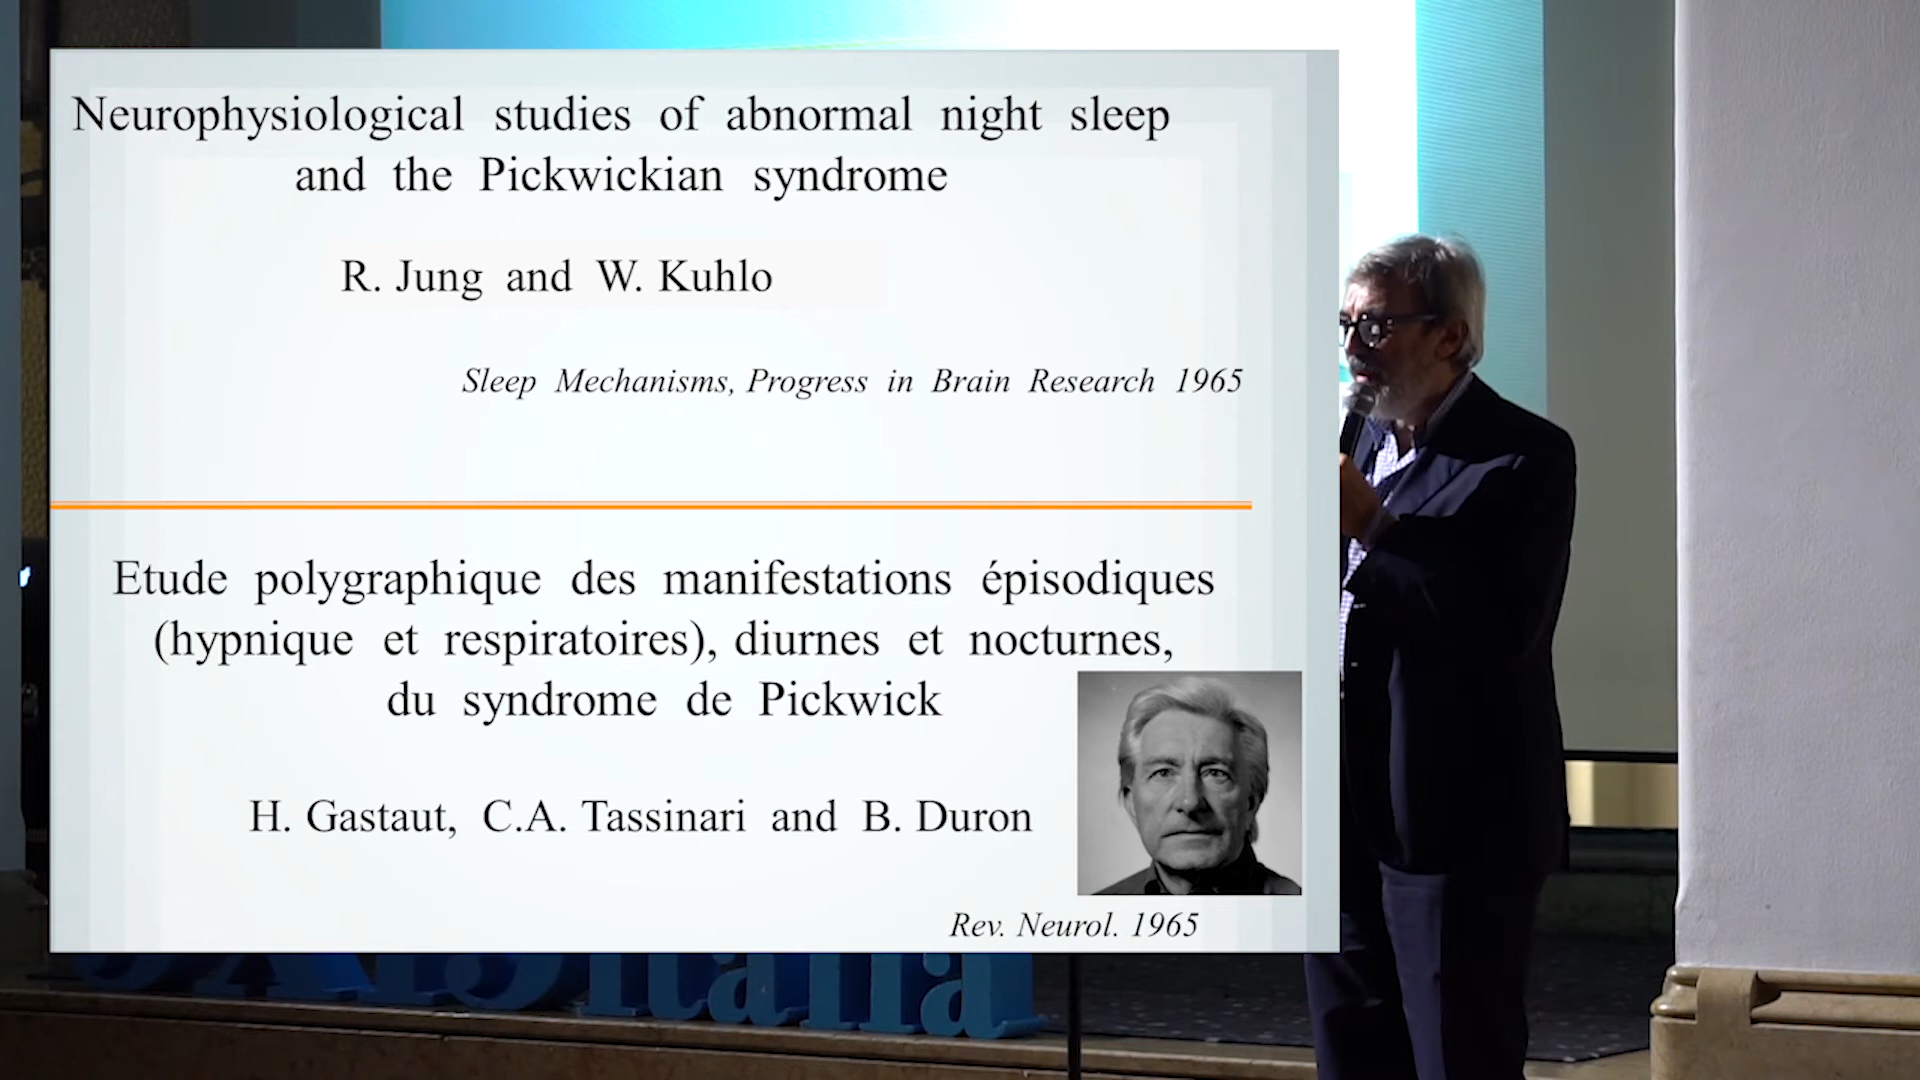 Neurophysiological studies of abnormal night sleep
and the Pickwickian syndrome
R. Jung and W. Kuhlo
Sleep Mechanisms, Progress in Brain Research 1965
Etude polygraphique des manifestations épisodiques
(hypnique et respiratoires), diurnes et nocturnes,
du syndrome de Pickwick
H. Gastaut, C.A. Tassinari and B. Duron
Rev. Neurol. 1965
italia